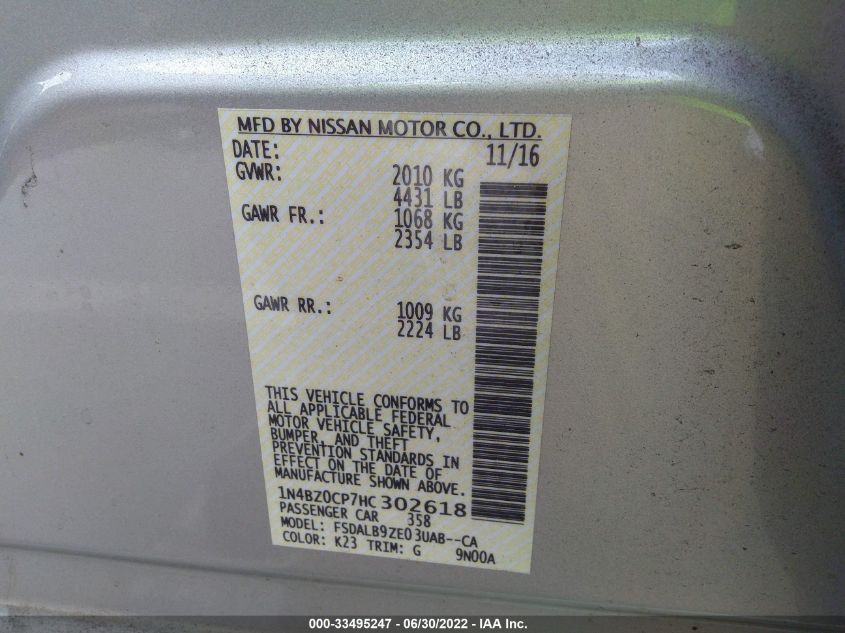 MFD BY NISSAN MOTOR CO., LTD.
DATE: 11/16
GVWR: 2010 KG
4431 LB
GAWR FR.: 1068 KG
2354 LB
GAWR RR.: 1009 KG
2224 LB
THIS VEHICLE CONFORMS TO
ALL APPLICABLE FEDERAL
MOTOR VEHICLE SAFETY,
BUMPER, AND THEFT
PREVENTION STANDARDS IN
EFFECT ON THE DATE OF
MANUFACTURE SHOWN ABOVE.
1N4BZ0CP7HC302618
PASSENGER CAR 358
MODEL: FSDALB9ZE03UAB--CA
COLOR: K23 TRIM: G 9N00A
000-33495247 - 06/30/2022 - IAA Inc.